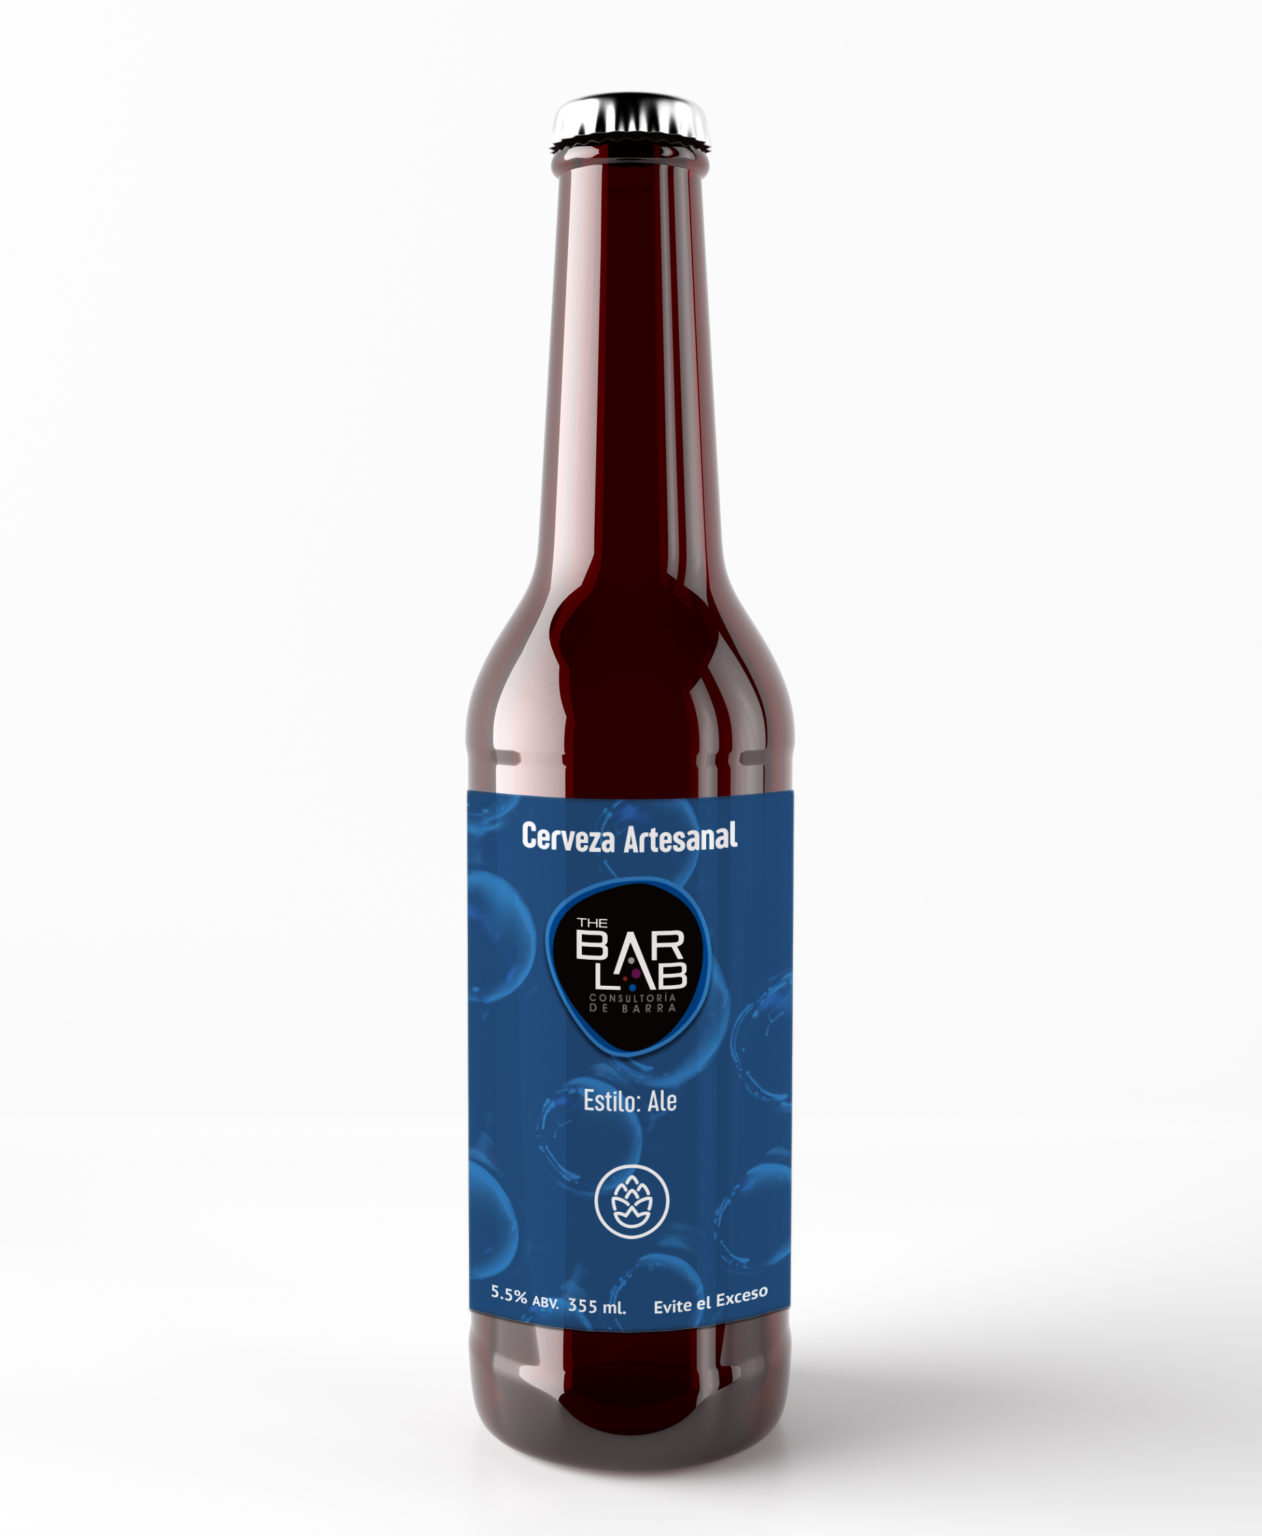 Cerveza Artesanal
THE
BAR
LAB
CONSULTORÍA
DE BARRA
Estilo: Ale
5.5% ABV. 355 ml. Evite el Exceso